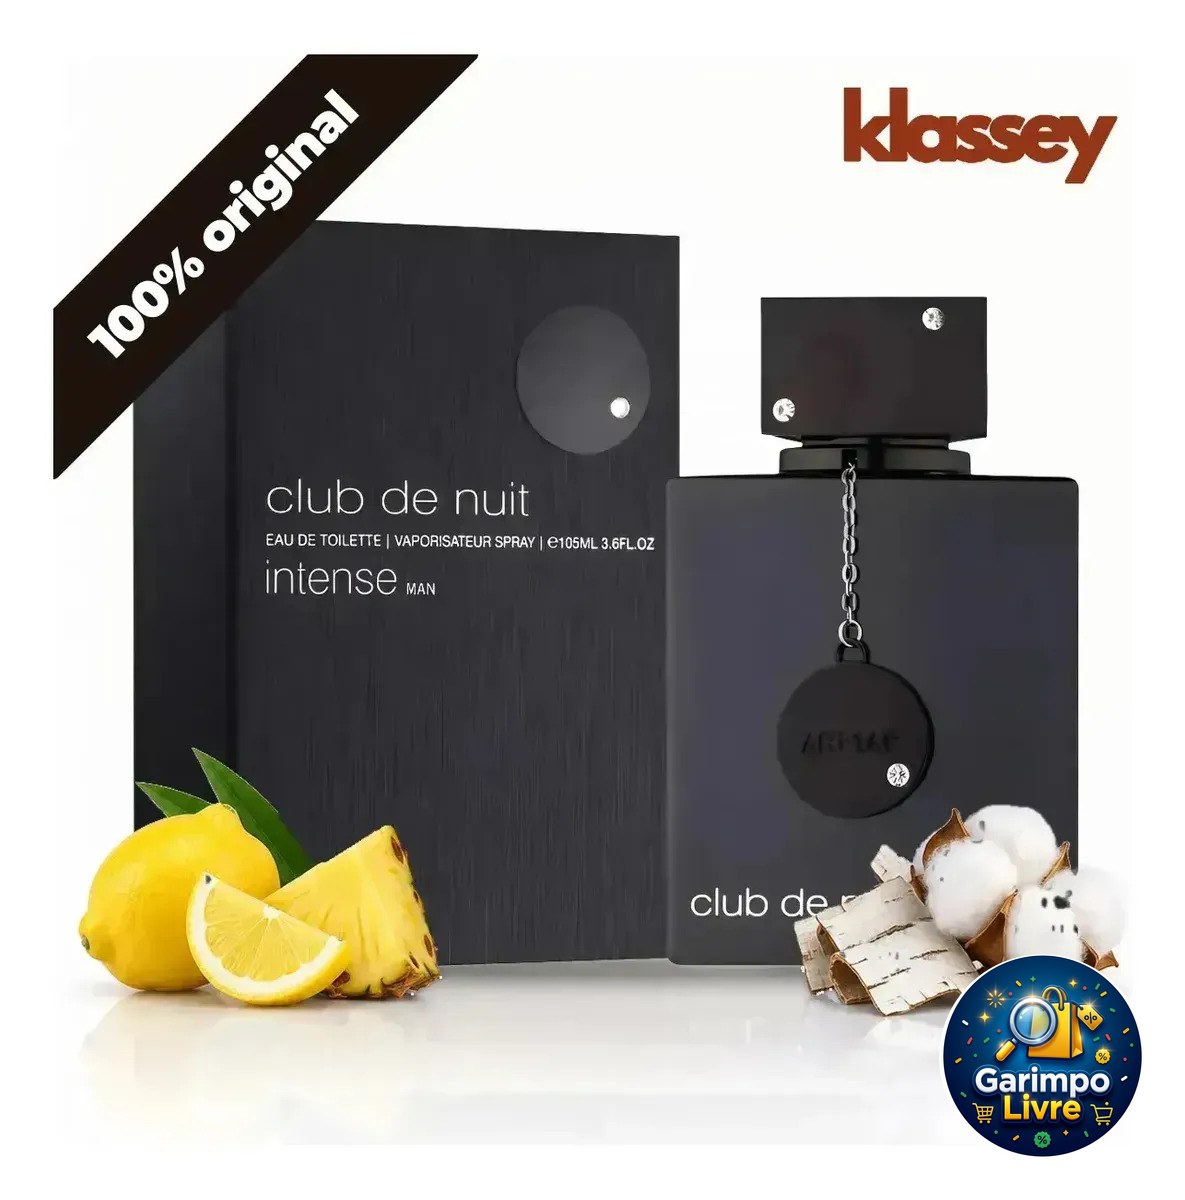 100% original
klassey
club de nuit
EAU DE TOILETTE | VAPORISATEUR SPRAY | ℮105ML 3.6FL.OZ
intense MAN
ARMAF
club de
Garimpo
Livre